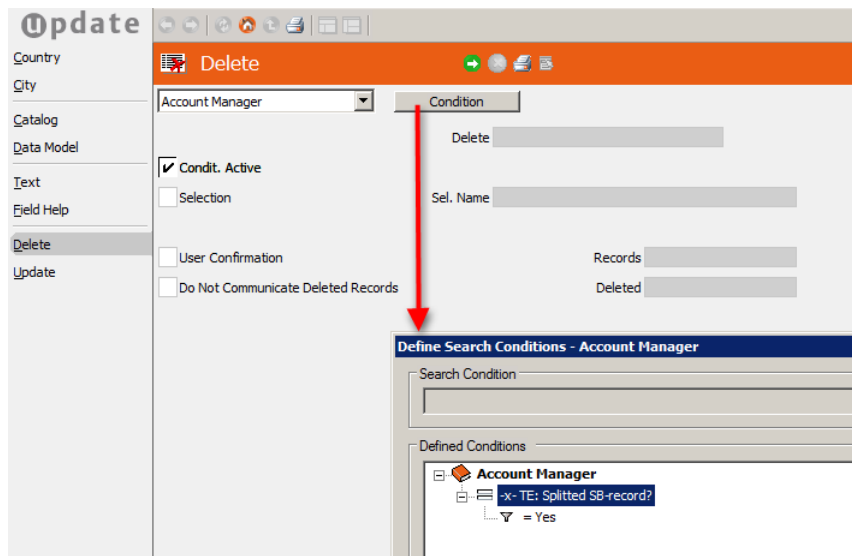 update
Country
City
Catalog
Data Model
Text
Field Help
Delete
Update
Delete
Account Manager
Condition
Delete
Condit. Active
Selection
Sel. Name
User Confirmation
Records
Do Not Communicate Deleted Records
Deleted
Define Search Conditions - Account Manager
Search Condition
Defined Conditions
Account Manager
-x- TE: Splitted SB-record?
= Yes